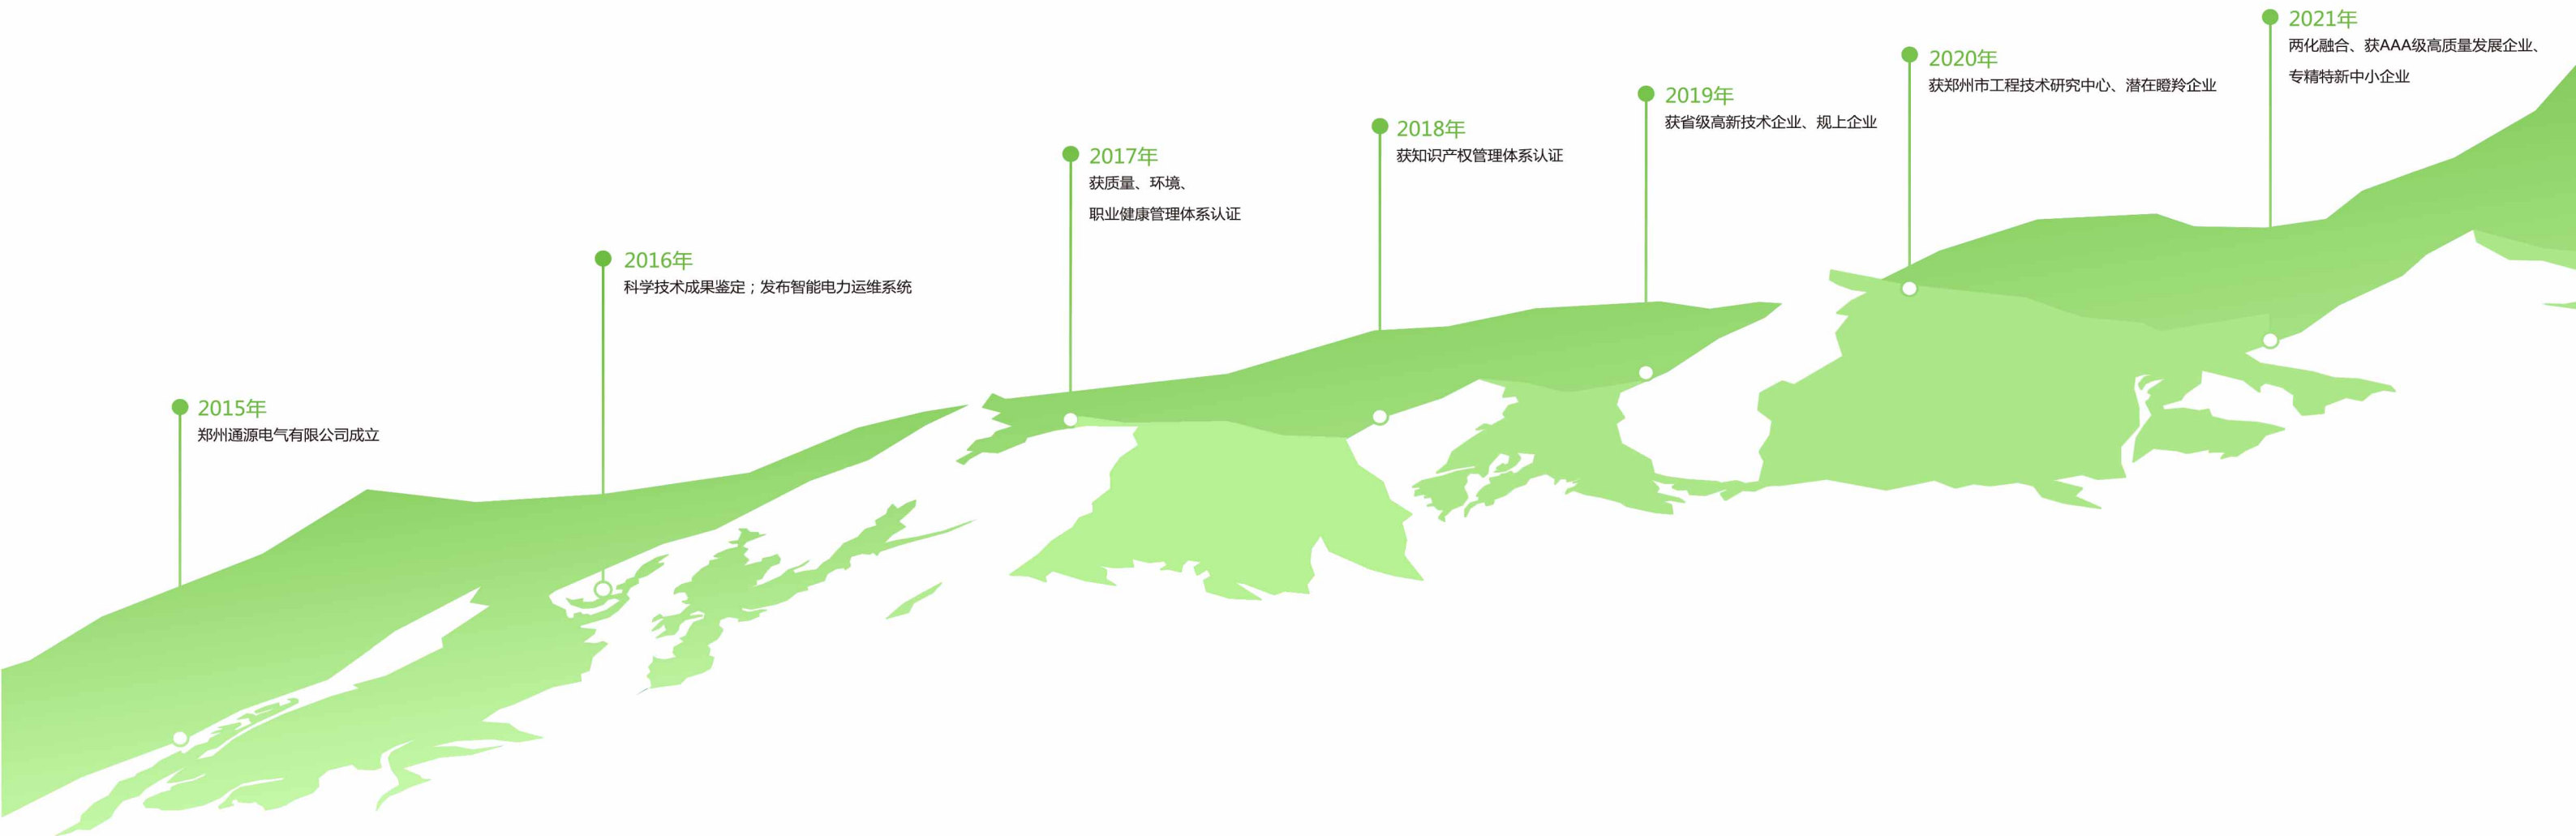 2015年
郑州通源电气有限公司成立
2016年
科学技术成果鉴定；发布智能电力运维系统
2017年
获质量、环境、
职业健康管理体系认证
2018年
获知识产权管理体系认证
2019年
获省级高新技术企业、规上企业
2020年
获郑州市工程技术研究中心、潜在瞪羚企业
2021年
两化融合、获AAA级高质量发展企业、
专精特新中小企业